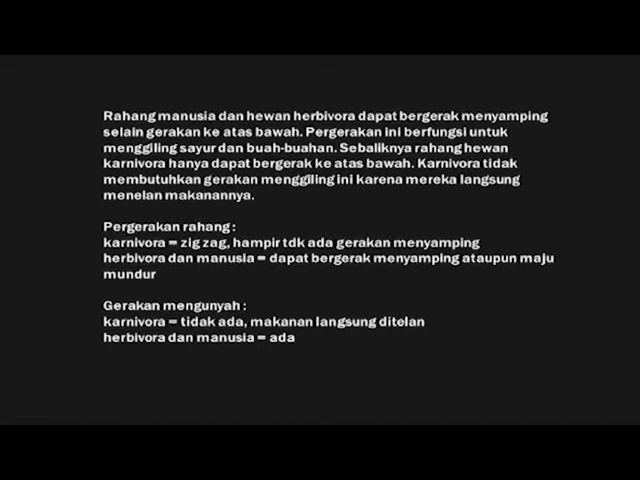 Rahang manusia dan hewan herbivora dapat bergerak menyamping
selain gerakan ke atas bawah. Pergerakan ini berfungsi untuk
menggiling sayur dan buah-buahan. Sebaliknya rahang hewan
karnivora hanya dapat bergerak ke atas bawah. Karnivora tidak
membutuhkan gerakan menggiling ini karena mereka langsung
menelan makanannya.
Pergerakan rahang :
karnivora = zig zag, hampir tdk ada gerakan menyamping
herbivora dan manusia = dapat bergerak menyamping ataupun maju
mundur
Gerakan mengunyah :
karnivora = tidak ada, makanan langsung ditelan
herbivora dan manusia = ada